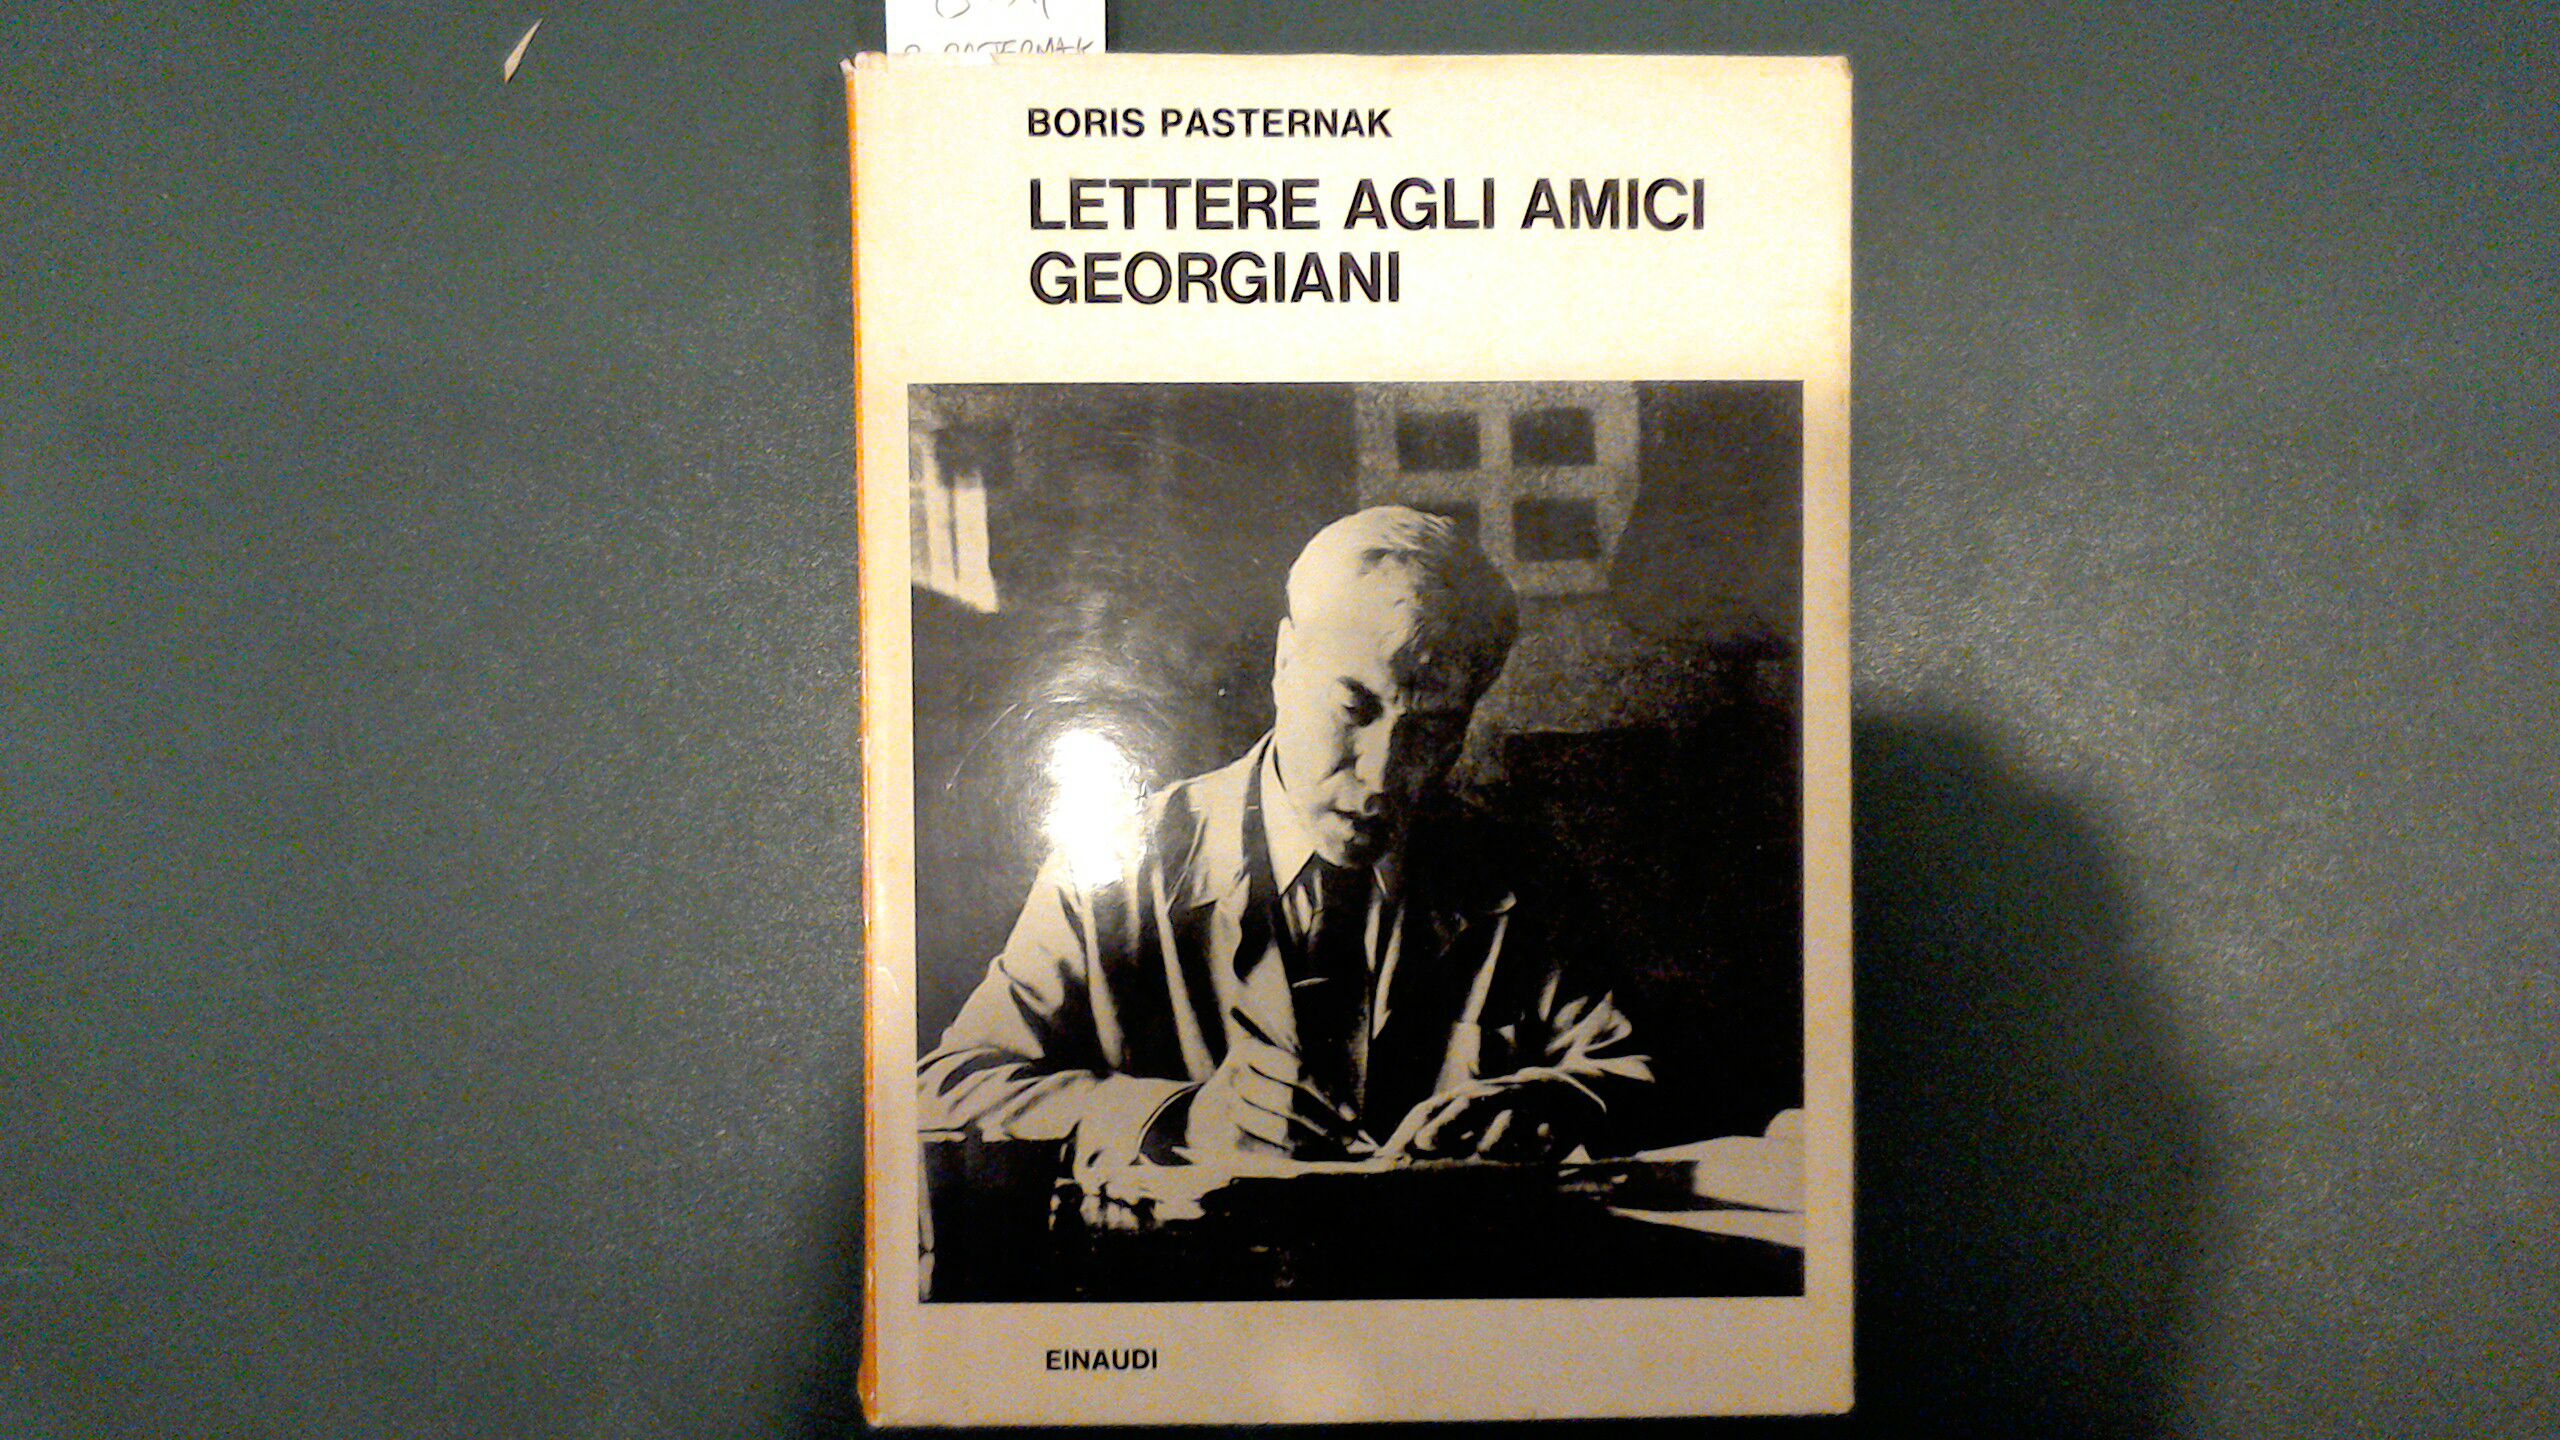 BORIS PASTERNAK
LETTERE AGLI AMICI
GEORGIANI
EINAUDI